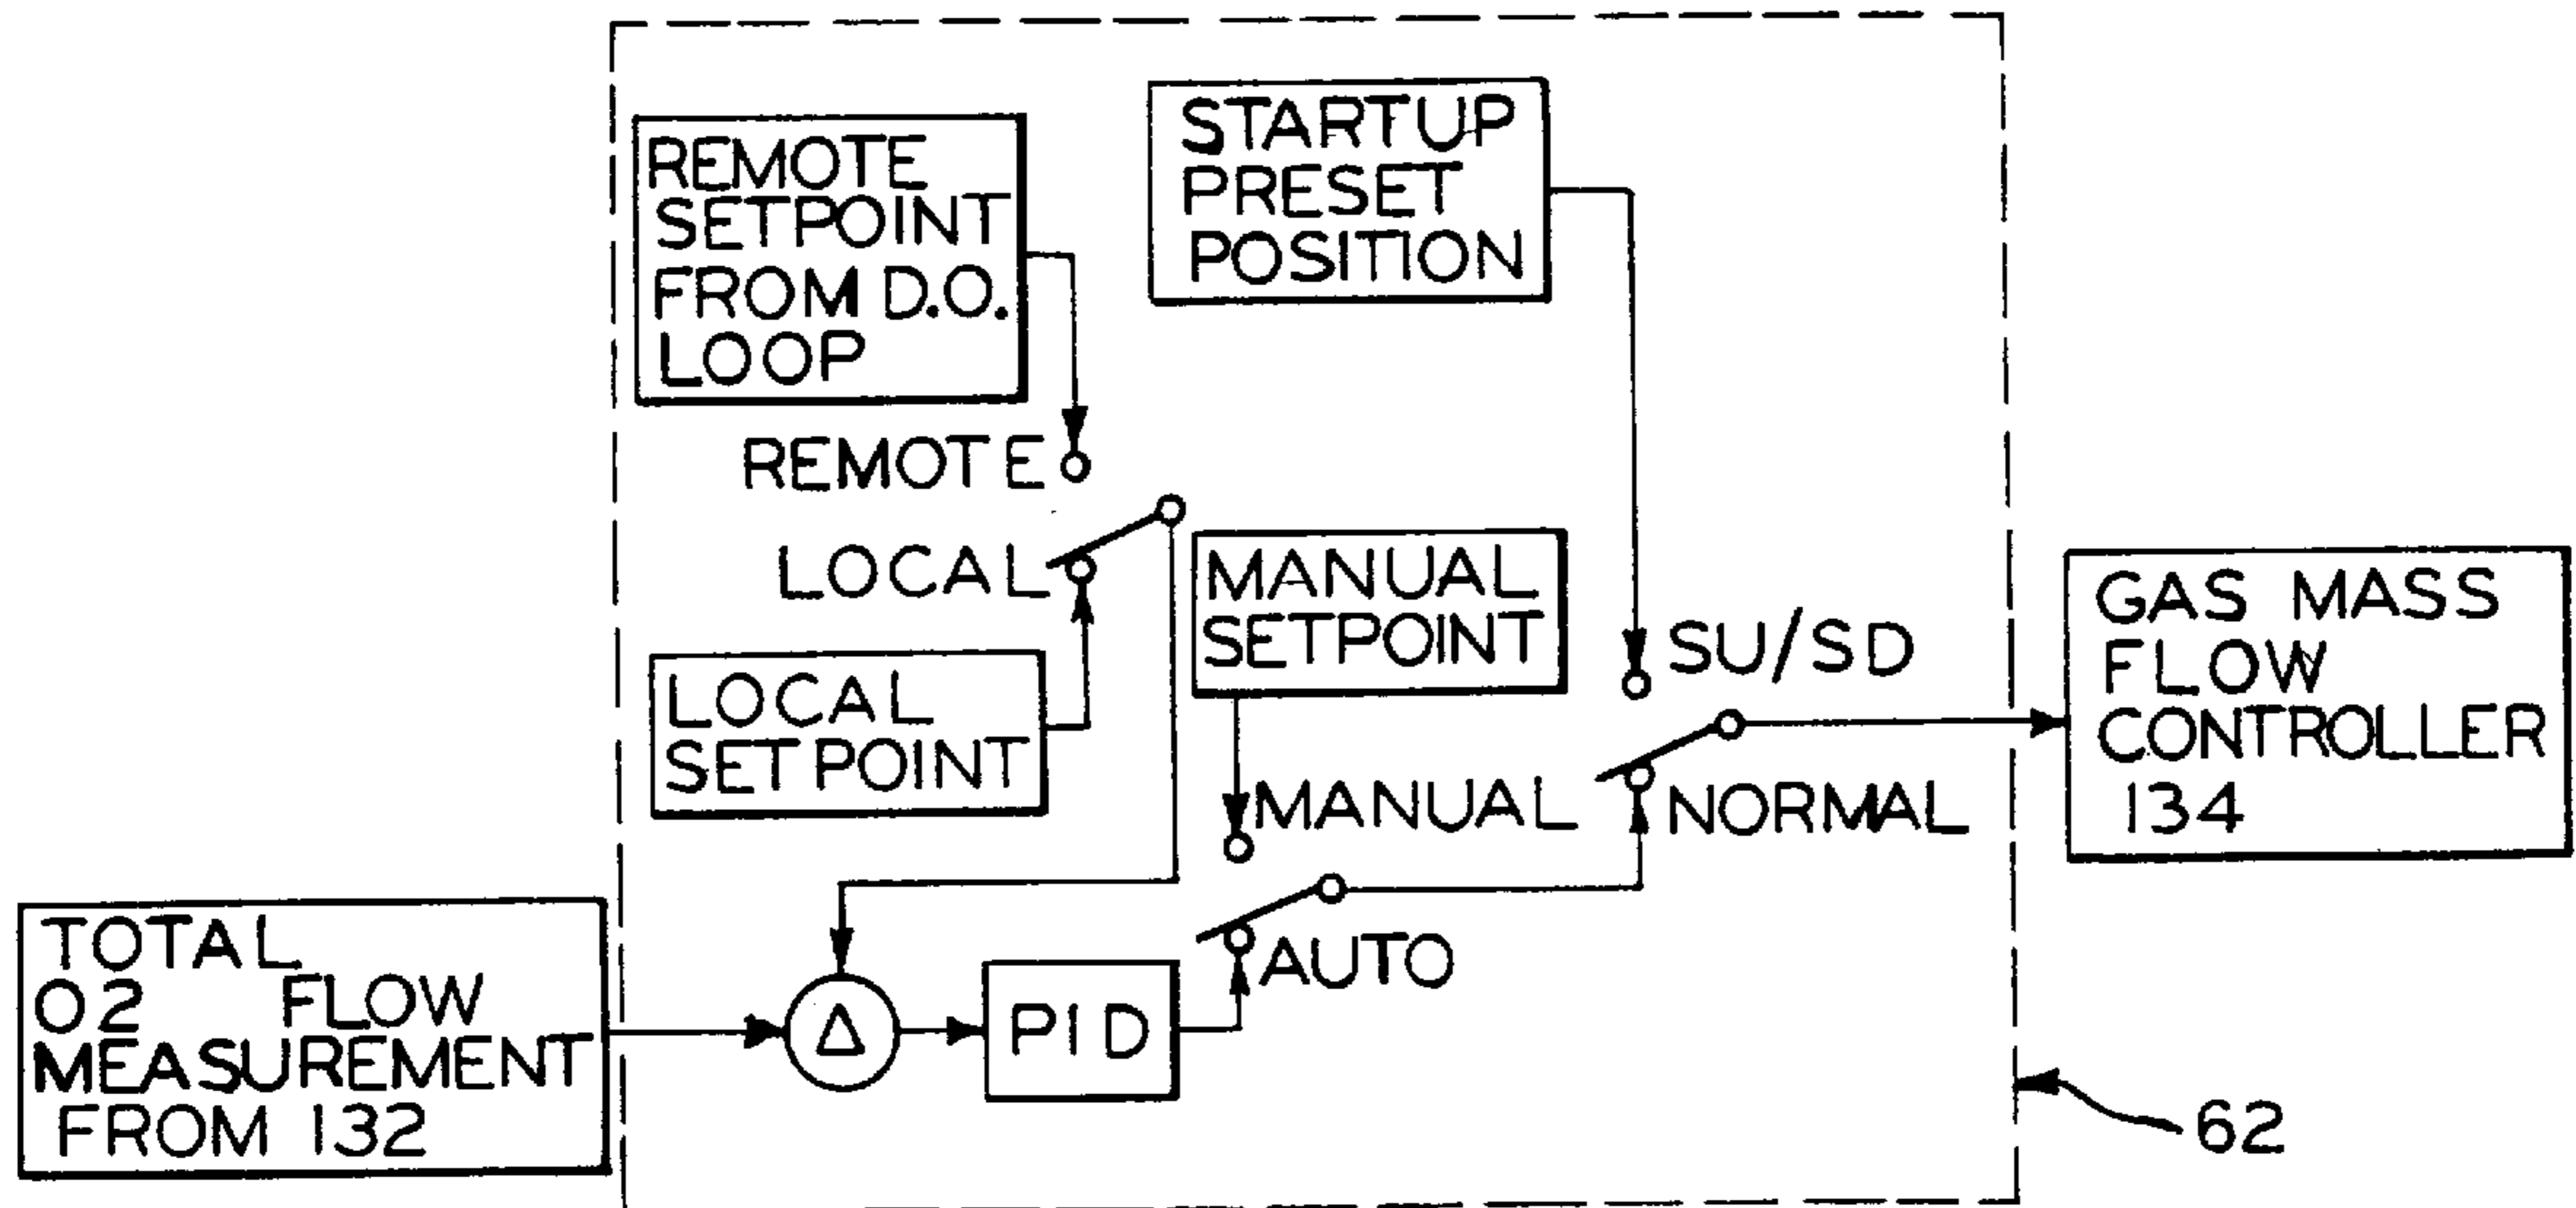 REMOTE
SETPOINT
FROM D.O.
LOOP
STARTUP
PRESET
POSITION
REMOTE
LOCAL
MANUAL
SETPOINT
LOCAL
SETPOINT
SU/SD
GAS MASS
FLOW
CONTROLLER
134
MANUAL
NORMAL
AUTO
TOTAL
O2 FLOW
MEASUREMENT
FROM 132
Δ
PID
62